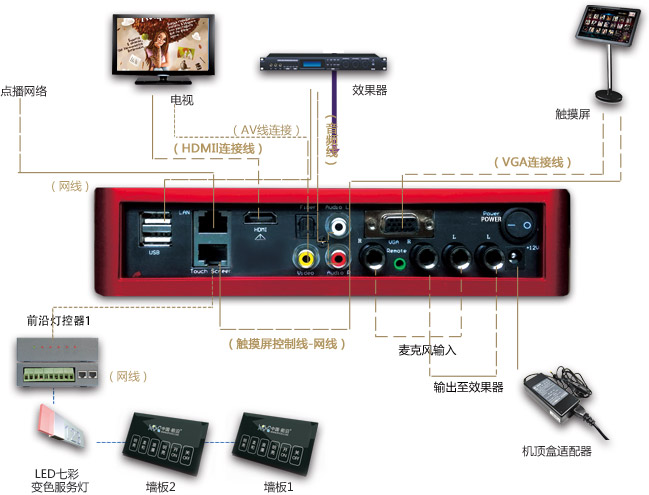 点播网络
电视
效果器
触摸屏
(AV线连接)
(音频线)
(HDMIl连接线)
(VGA连接线)
(网线)
LAN
USB
HDMI
Fiber
Audio L
Power
POWER
VGA
R
R
L
L
Remote
+12V
Touch Screen
Video
Audio R
前沿灯控器1
(触摸屏控制线-网线)
麦克风输入
(网线)
输出至效果器
ON
OFF
ON
OFF
LED七彩
变色服务灯
墙板2
墙板1
机顶盒适配器